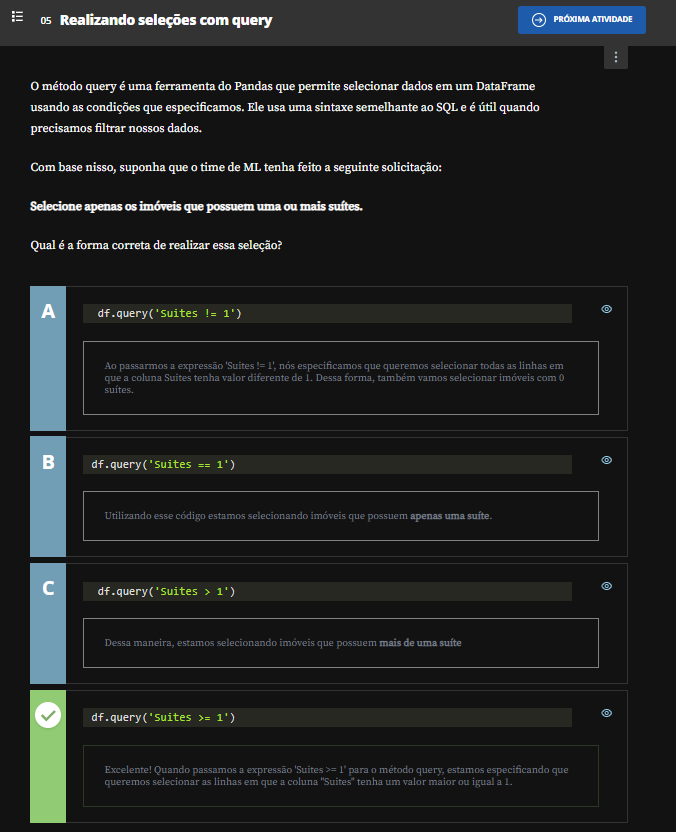 05 Realizando seleções com query
PRÓXIMA ATIVIDADE
O método query é uma ferramenta do Pandas que permite selecionar dados em um DataFrame
usando as condições que especificamos. Ele usa uma sintaxe semelhante ao SQL e é útil quando
precisamos filtrar nossos dados.
Com base nisso, suponha que o time de ML tenha feito a seguinte solicitação:
Selecione apenas os imóveis que possuem uma ou mais suítes.
Qual é a forma correta de realizar essa seleção?
A
df.query('Suites != 1')
Ao passarmos a expressão 'Suites != 1', nós especificamos que queremos selecionar todas as linhas em
que a coluna Suites tenha valor diferente de 1. Dessa forma, também vamos selecionar imóveis com 0
suítes.
B
df.query('Suites == 1')
Utilizando esse código estamos selecionando imóveis que possuem apenas uma suíte.
C
df.query('Suites > 1')
Dessa maneira, estamos selecionando imóveis que possuem mais de uma suíte
df.query('Suites >= 1')
Excelente! Quando passamos a expressão 'Suites >= 1' para o método query, estamos especificando que
queremos selecionar as linhas em que a coluna "Suites" tenha um valor maior ou igual a 1.